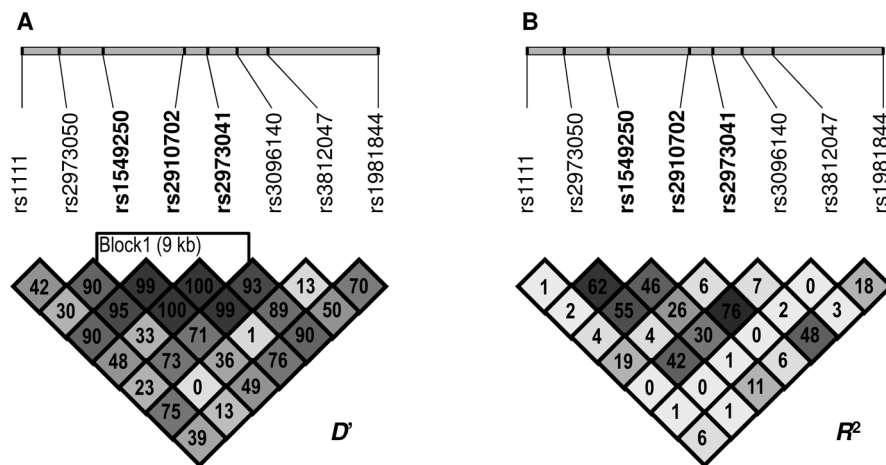 A
rs1111 rs2973050 rs1549250 rs2910702 rs2973041 rs3096140 rs3812047 rs1981844
Block1 (9 kb)
42 90 99 100 93 13 70
30 95 100 99 89 50
90 33 71 1 90
48 73 36 76
23 0 49
75 13
39
D'
B
rs1111 rs2973050 rs1549250 rs2910702 rs2973041 rs3096140 rs3812047 rs1981844
1 62 46 6 7 0 18
2 55 26 76 2 3
4 4 30 0 48
19 42 1 6
0 0 11
1 1
6
R²